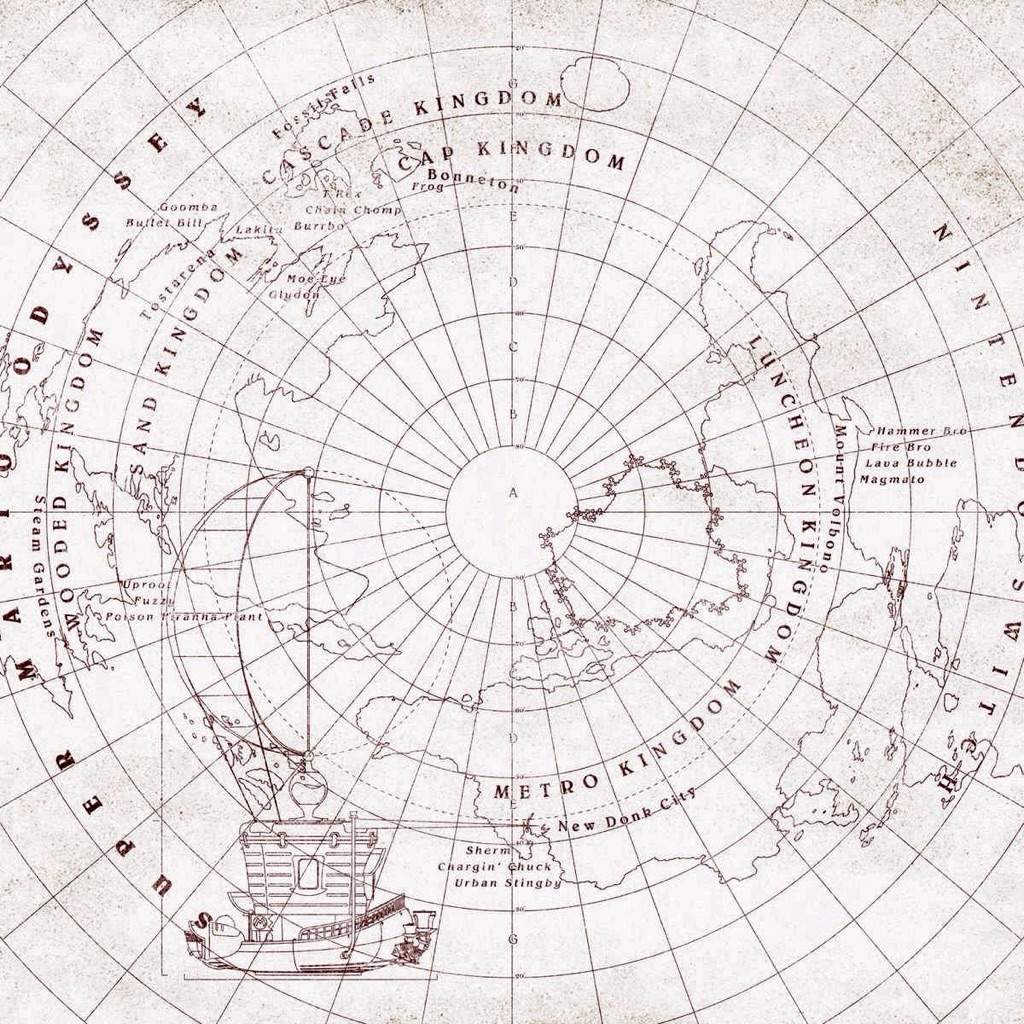 Fossil Falls
CASCADE KINGDOM
CAP KINGDOM
Bonneton
Frog
T-Rex
Chain Chomp
Burrbo
Goomba
Bullet Bill
Lakitu
Moe-Eye
Glydon
Tostarena
SAND KINGDOM
SUPER MARIO ODYSSEY
WOODED KINGDOM
Steam Gardens
Uproot
Fuzzy
Poison Piranha Plant
NINTENDO SWITCH
LUNCHEON KINGDOM
Mount Volbono
Hammer Bro
Fire Bro
Lava Bubble
Magmato
METRO KINGDOM
New Donk City
Sherm
Chargin' Chuck
Urban Stingby
G
E
D
C
B
A
B
D
E
G